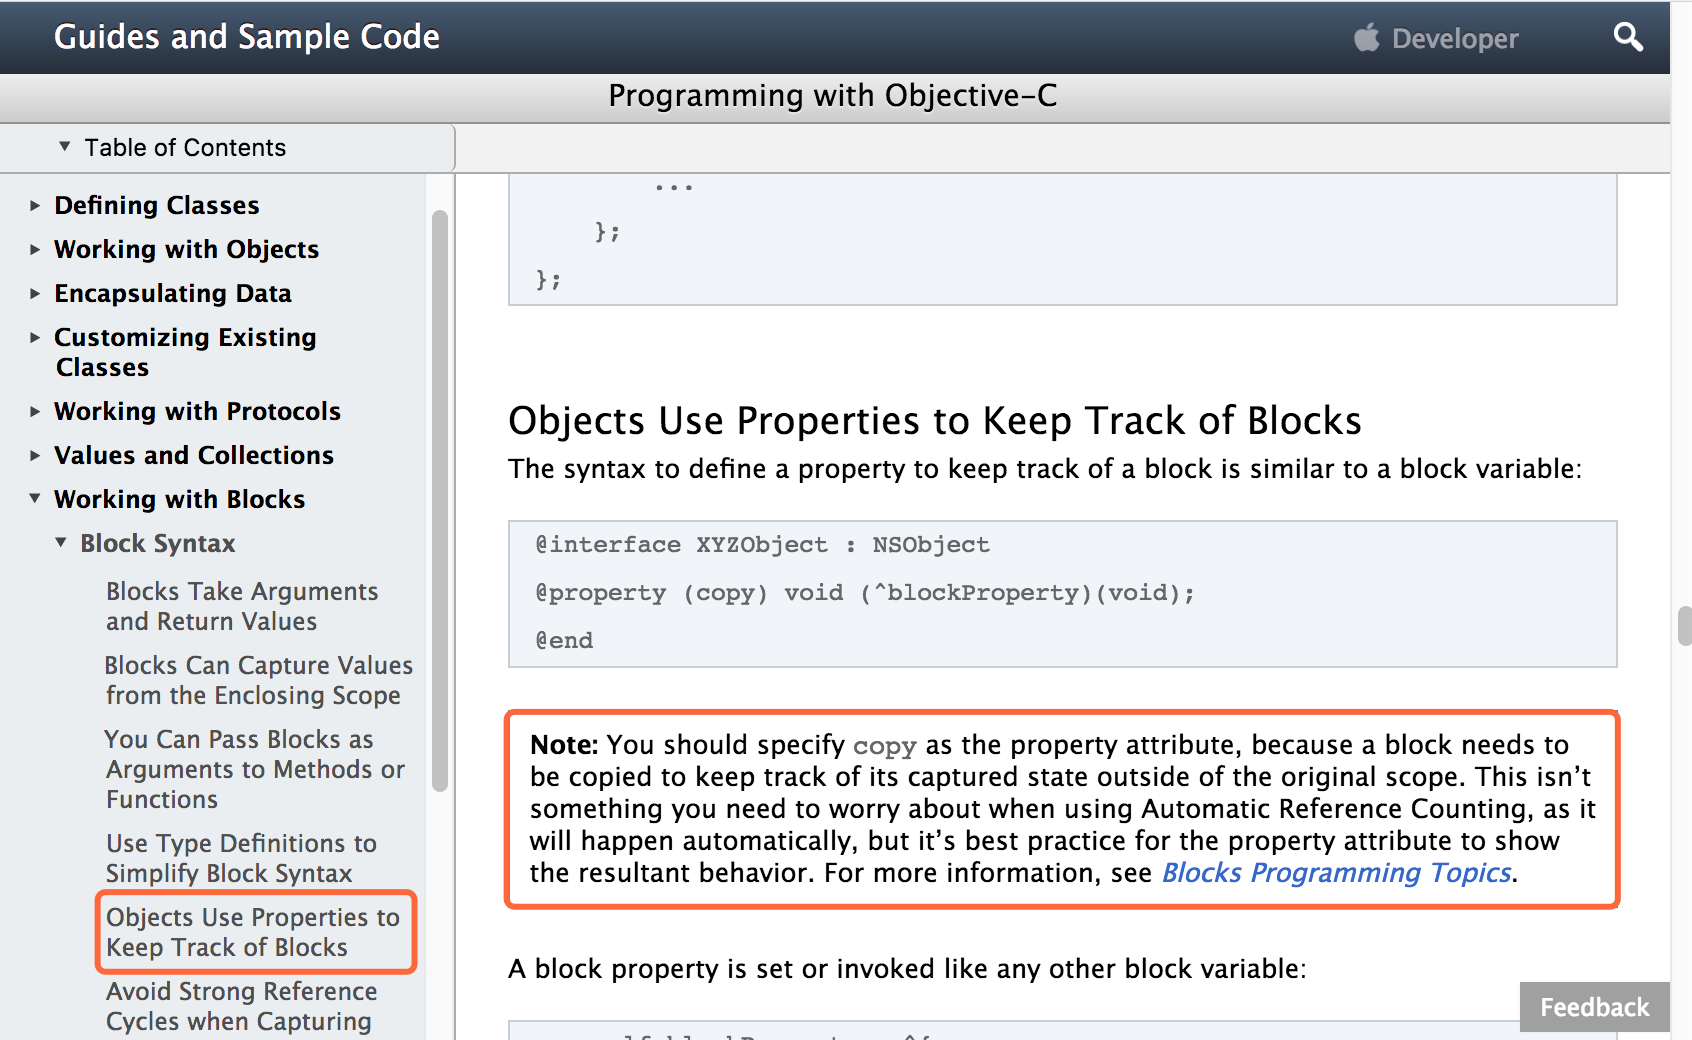 Guides and Sample Code
Developer
Programming with Objective-C
Table of Contents
Defining Classes
Working with Objects
Encapsulating Data
Customizing Existing
Classes
Working with Protocols
Values and Collections
Working with Blocks
Block Syntax
Blocks Take Arguments
and Return Values
Blocks Can Capture Values
from the Enclosing Scope
You Can Pass Blocks as
Arguments to Methods or
Functions
Use Type Definitions to
Simplify Block Syntax
Objects Use Properties to
Keep Track of Blocks
Avoid Strong Reference
Cycles when Capturing
...
};
};
Objects Use Properties to Keep Track of Blocks
The syntax to define a property to keep track of a block is similar to a block variable:
@interface XYZObject : NSObject
@property (copy) void (^blockProperty)(void);
@end
Note: You should specify copy as the property attribute, because a block needs to
be copied to keep track of its captured state outside of the original scope. This isn’t
something you need to worry about when using Automatic Reference Counting, as it
will happen automatically, but it’s best practice for the property attribute to show
the resultant behavior. For more information, see Blocks Programming Topics.
A block property is set or invoked like any other block variable:
Feedback